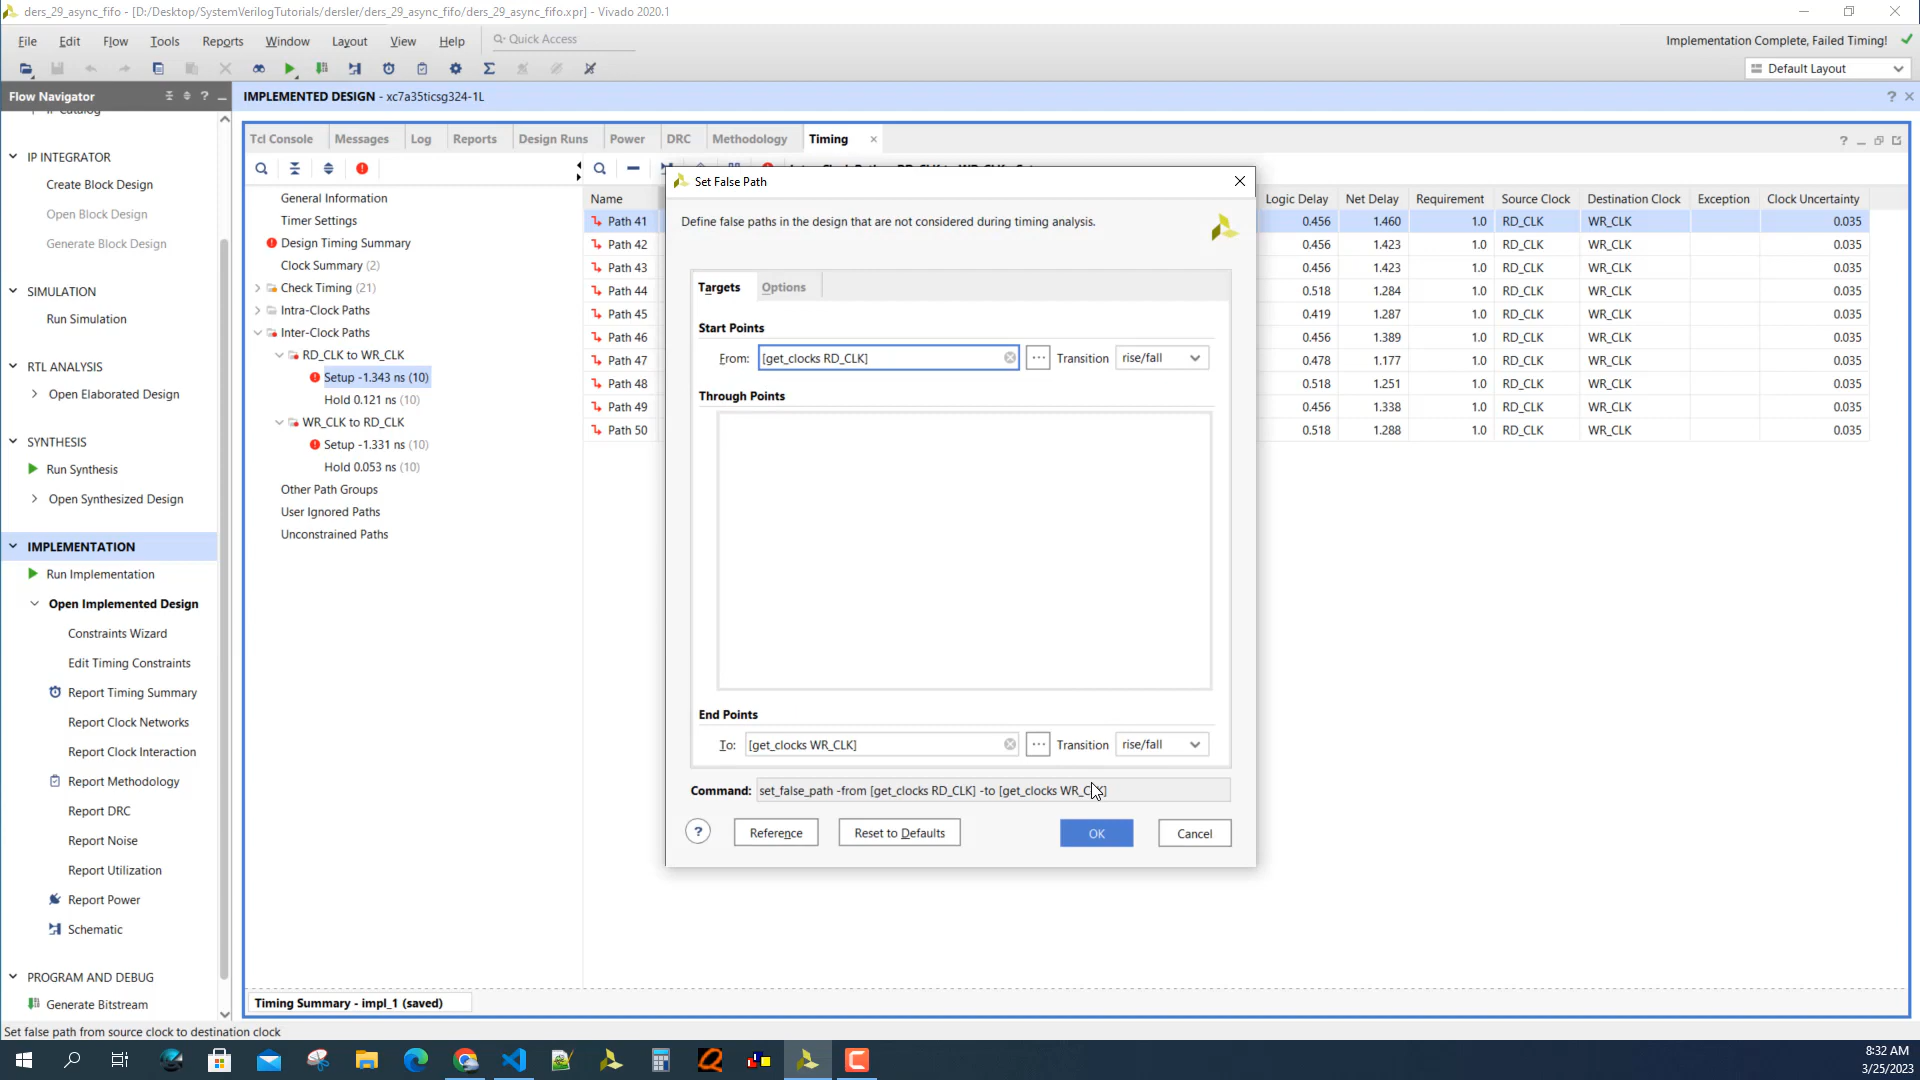 ders_29_async_fifo - [D:/Desktop/SystemVerilogTutorials/dersler/ders_29_async_fifo/ders_29_async_fifo.xpr] - Vivado 2020.1
File Edit Flow Tools Reports Window Layout View Help Quick Access
Implementation Complete, Failed Timing!
Default Layout
Flow Navigator
IMPLEMENTED DESIGN - xc7a35ticsg324-1L
IP Catalog
IP INTEGRATOR
Create Block Design
Open Block Design
Generate Block Design
SIMULATION
Run Simulation
RTL ANALYSIS
Open Elaborated Design
SYNTHESIS
Run Synthesis
Open Synthesized Design
IMPLEMENTATION
Run Implementation
Open Implemented Design
Constraints Wizard
Edit Timing Constraints
Report Timing Summary
Report Clock Networks
Report Clock Interaction
Report Methodology
Report DRC
Report Noise
Report Utilization
Report Power
Schematic
PROGRAM AND DEBUG
Generate Bitstream
Tcl Console Messages Log Reports Design Runs Power DRC Methodology Timing
General Information
Timer Settings
Design Timing Summary
Clock Summary (2)
Check Timing (21)
Intra-Clock Paths
Inter-Clock Paths
RD_CLK to WR_CLK
Setup -1.343 ns (10)
Hold 0.121 ns (10)
WR_CLK to RD_CLK
Setup -1.331 ns (10)
Hold 0.053 ns (10)
Other Path Groups
User Ignored Paths
Unconstrained Paths
Name Logic Delay Net Delay Requirement Source Clock Destination Clock Exception Clock Uncertainty
Path 41 0.456 1.460 1.0 RD_CLK WR_CLK 0.035
Path 42 0.456 1.423 1.0 RD_CLK WR_CLK 0.035
Path 43 0.456 1.423 1.0 RD_CLK WR_CLK 0.035
Path 44 0.518 1.284 1.0 RD_CLK WR_CLK 0.035
Path 45 0.419 1.287 1.0 RD_CLK WR_CLK 0.035
Path 46 0.456 1.389 1.0 RD_CLK WR_CLK 0.035
Path 47 0.478 1.177 1.0 RD_CLK WR_CLK 0.035
Path 48 0.518 1.251 1.0 RD_CLK WR_CLK 0.035
Path 49 0.456 1.338 1.0 RD_CLK WR_CLK 0.035
Path 50 0.518 1.288 1.0 RD_CLK WR_CLK 0.035
Set False Path
Define false paths in the design that are not considered during timing analysis.
Targets Options
Start Points
From: [get_clocks RD_CLK] Transition rise/fall
Through Points
End Points
To: [get_clocks WR_CLK] Transition rise/fall
Command: set_false_path -from [get_clocks RD_CLK] -to [get_clocks WR_CLK]
Reference Reset to Defaults OK Cancel
Timing Summary - impl_1 (saved)
Set false path from source clock to destination clock
8:32 AM
3/25/2023